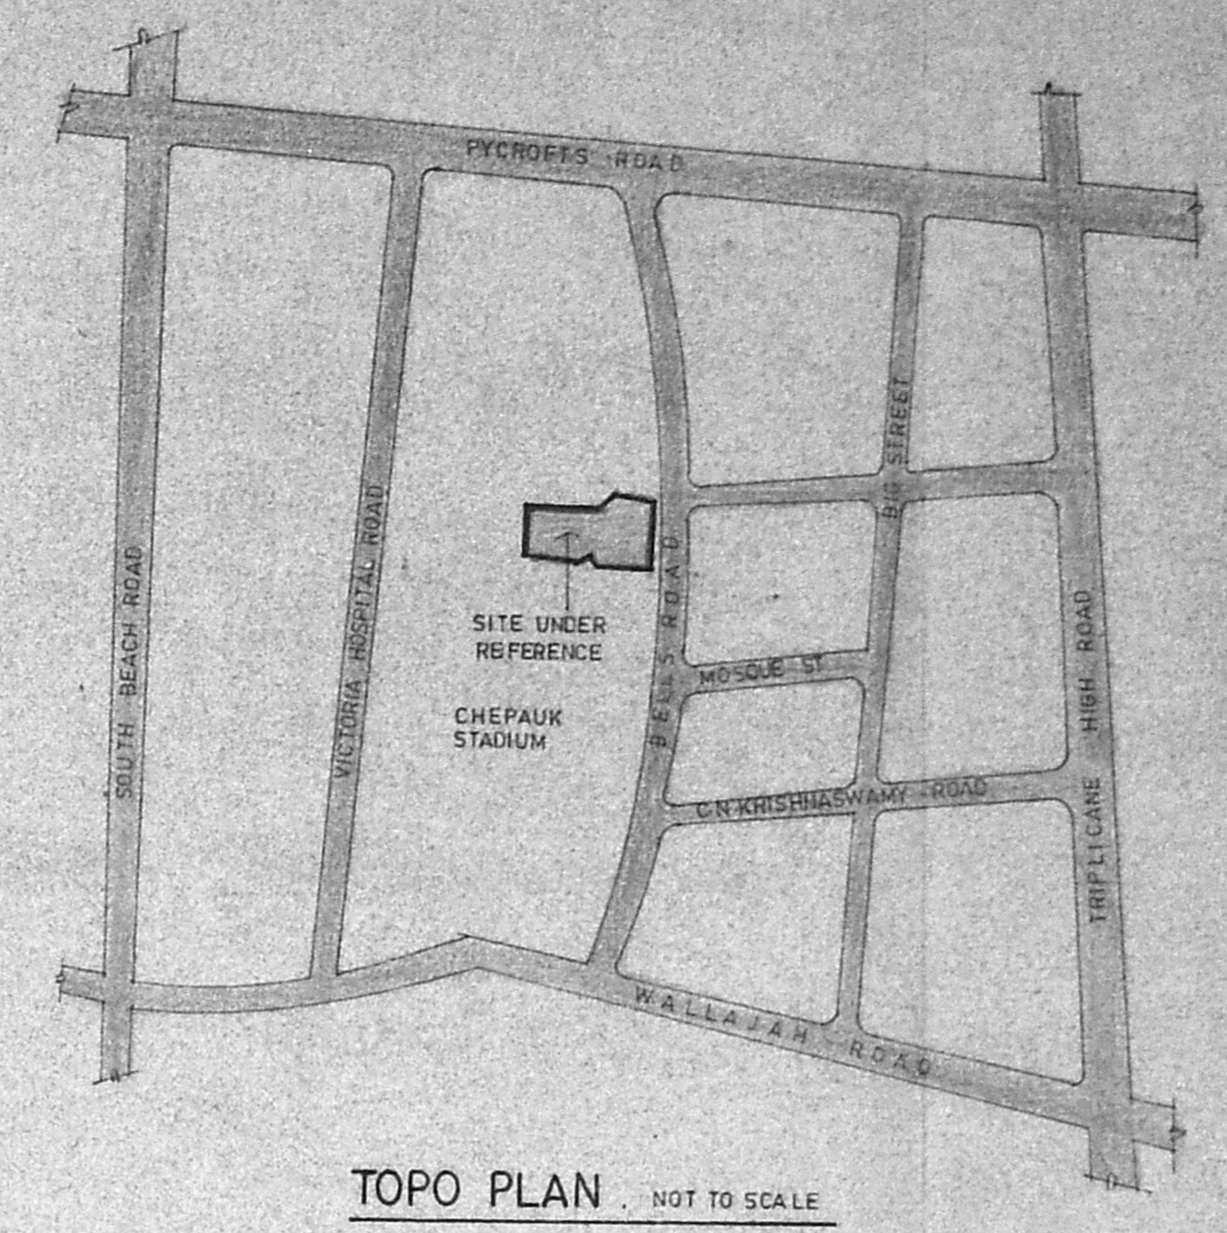 PYCROFTS ROAD
BIG STREET
SOUTH BEACH ROAD
VICTORIA HOSPITAL ROAD
BELLS ROAD
SITE UNDER
REFERENCE
CHEPAUK
STADIUM
MOSQUE ST
C.N.KRISHNASWAMY ROAD
TRIPLICANE HIGH ROAD
WALLAJAH ROAD
TOPO PLAN . NOT TO SCALE